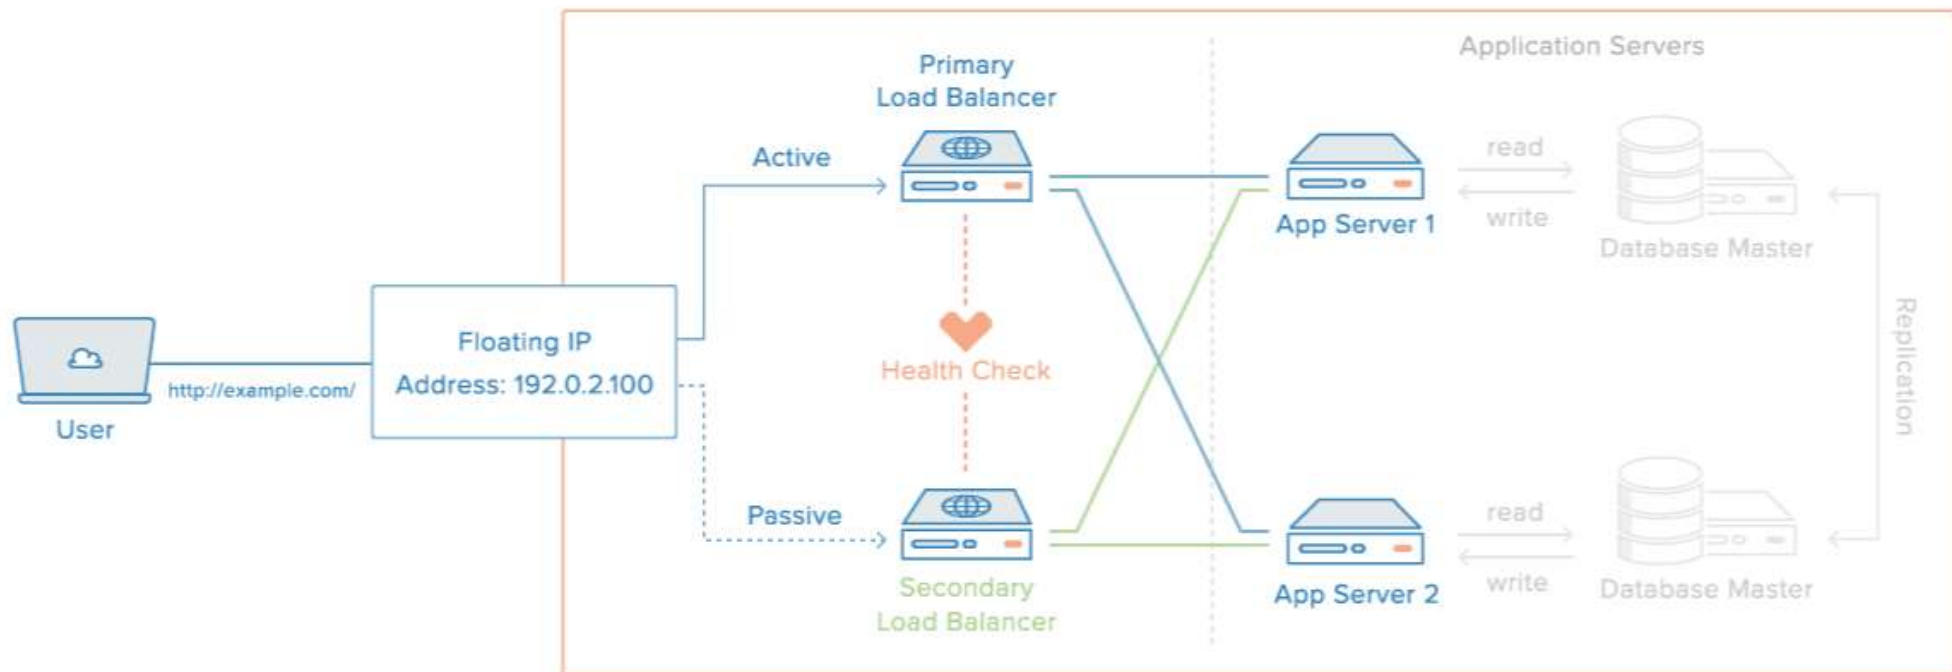 Application Servers
Primary
Load Balancer
Active
read
write
App Server 1
Database Master
Floating IP
Address: 192.0.2.100
http://example.com/
User
Health Check
Replication
Passive
read
write
Secondary
Load Balancer
App Server 2
Database Master